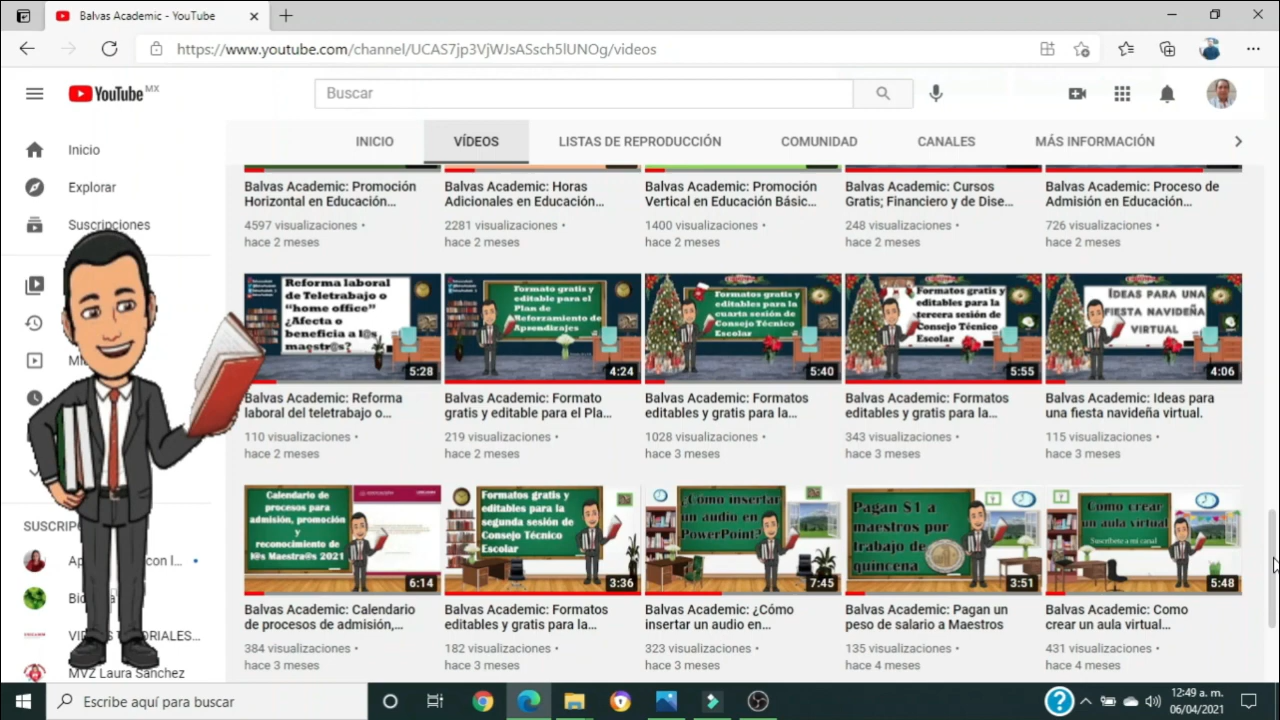 Balvas Academic - YouTube
https://www.youtube.com/channel/UCAS7jp3VjWJsASsch5lUNOg/videos
YouTube MX
Buscar
INICIO VÍDEOS LISTAS DE REPRODUCCIÓN COMUNIDAD CANALES MÁS INFORMACIÓN
Inicio
Explorar
Suscripciones
SUSCRIP
con l...
VI RIALES...
MVZ Laura Sánchez
Balvas Academic: Promoción
Horizontal en Educación...
4597 visualizaciones •
hace 2 meses
Balvas Academic: Horas
Adicionales en Educación...
2281 visualizaciones •
hace 2 meses
Balvas Academic: Promoción
Vertical en Educación Básic...
1400 visualizaciones •
hace 2 meses
Balvas Academic: Cursos
Gratis; Financiero y de Dise...
248 visualizaciones •
hace 2 meses
Balvas Academic: Proceso de
Admisión en Educación...
726 visualizaciones •
hace 2 meses
Reforma laboral
de Teletrabajo o
"home office"
¿Afecta o
beneficia a l@s
maestr@s?
5:28
Balvas Academic: Reforma
laboral del teletrabajo o...
110 visualizaciones •
hace 2 meses
Formato gratis y
editable para el
Plan de
Reforzamiento de
Aprendizajes
4:24
Balvas Academic: Formato
gratis y editable para el Pla...
219 visualizaciones •
hace 2 meses
Formatos gratis y
editables para la
cuarta sesión de
Consejo Técnico
Escolar
5:40
Balvas Academic: Formatos
editables y gratis para la...
1028 visualizaciones •
hace 3 meses
Formatos gratis y
editables para la
tercera sesión de
Consejo Técnico
Escolar
5:55
Balvas Academic: Formatos
editables y gratis para la...
343 visualizaciones •
hace 3 meses
IDEAS PARA UNA
FIESTA NAVIDEÑA
VIRTUAL
4:06
Balvas Academic: Ideas para
una fiesta navideña virtual.
115 visualizaciones •
hace 3 meses
Calendario de
procesos para
admisión, promoción
y
reconocimiento de
l@s Maestr@s 2021
6:14
Balvas Academic: Calendario
de procesos de admisión,...
384 visualizaciones •
hace 3 meses
Formatos gratis y
editables para la
segunda sesión de
Consejo Técnico
Escolar
3:36
Balvas Academic: Formatos
editables y gratis para la...
182 visualizaciones •
hace 3 meses
¿Cómo insertar
un audio en
PowerPoint?
7:45
Balvas Academic: ¿Cómo
insertar un audio en...
323 visualizaciones •
hace 3 meses
Pagan $1 a
maestros por
trabajo de
quincena
3:51
Balvas Academic: Pagan un
peso de salario a Maestros
135 visualizaciones •
hace 4 meses
Como crear
un aula virtual
Suscríbete a mi canal
5:48
Balvas Academic: Como
crear un aula virtual...
431 visualizaciones •
hace 4 meses
Escribe aquí para buscar
12:49 a. m.
06/04/2021